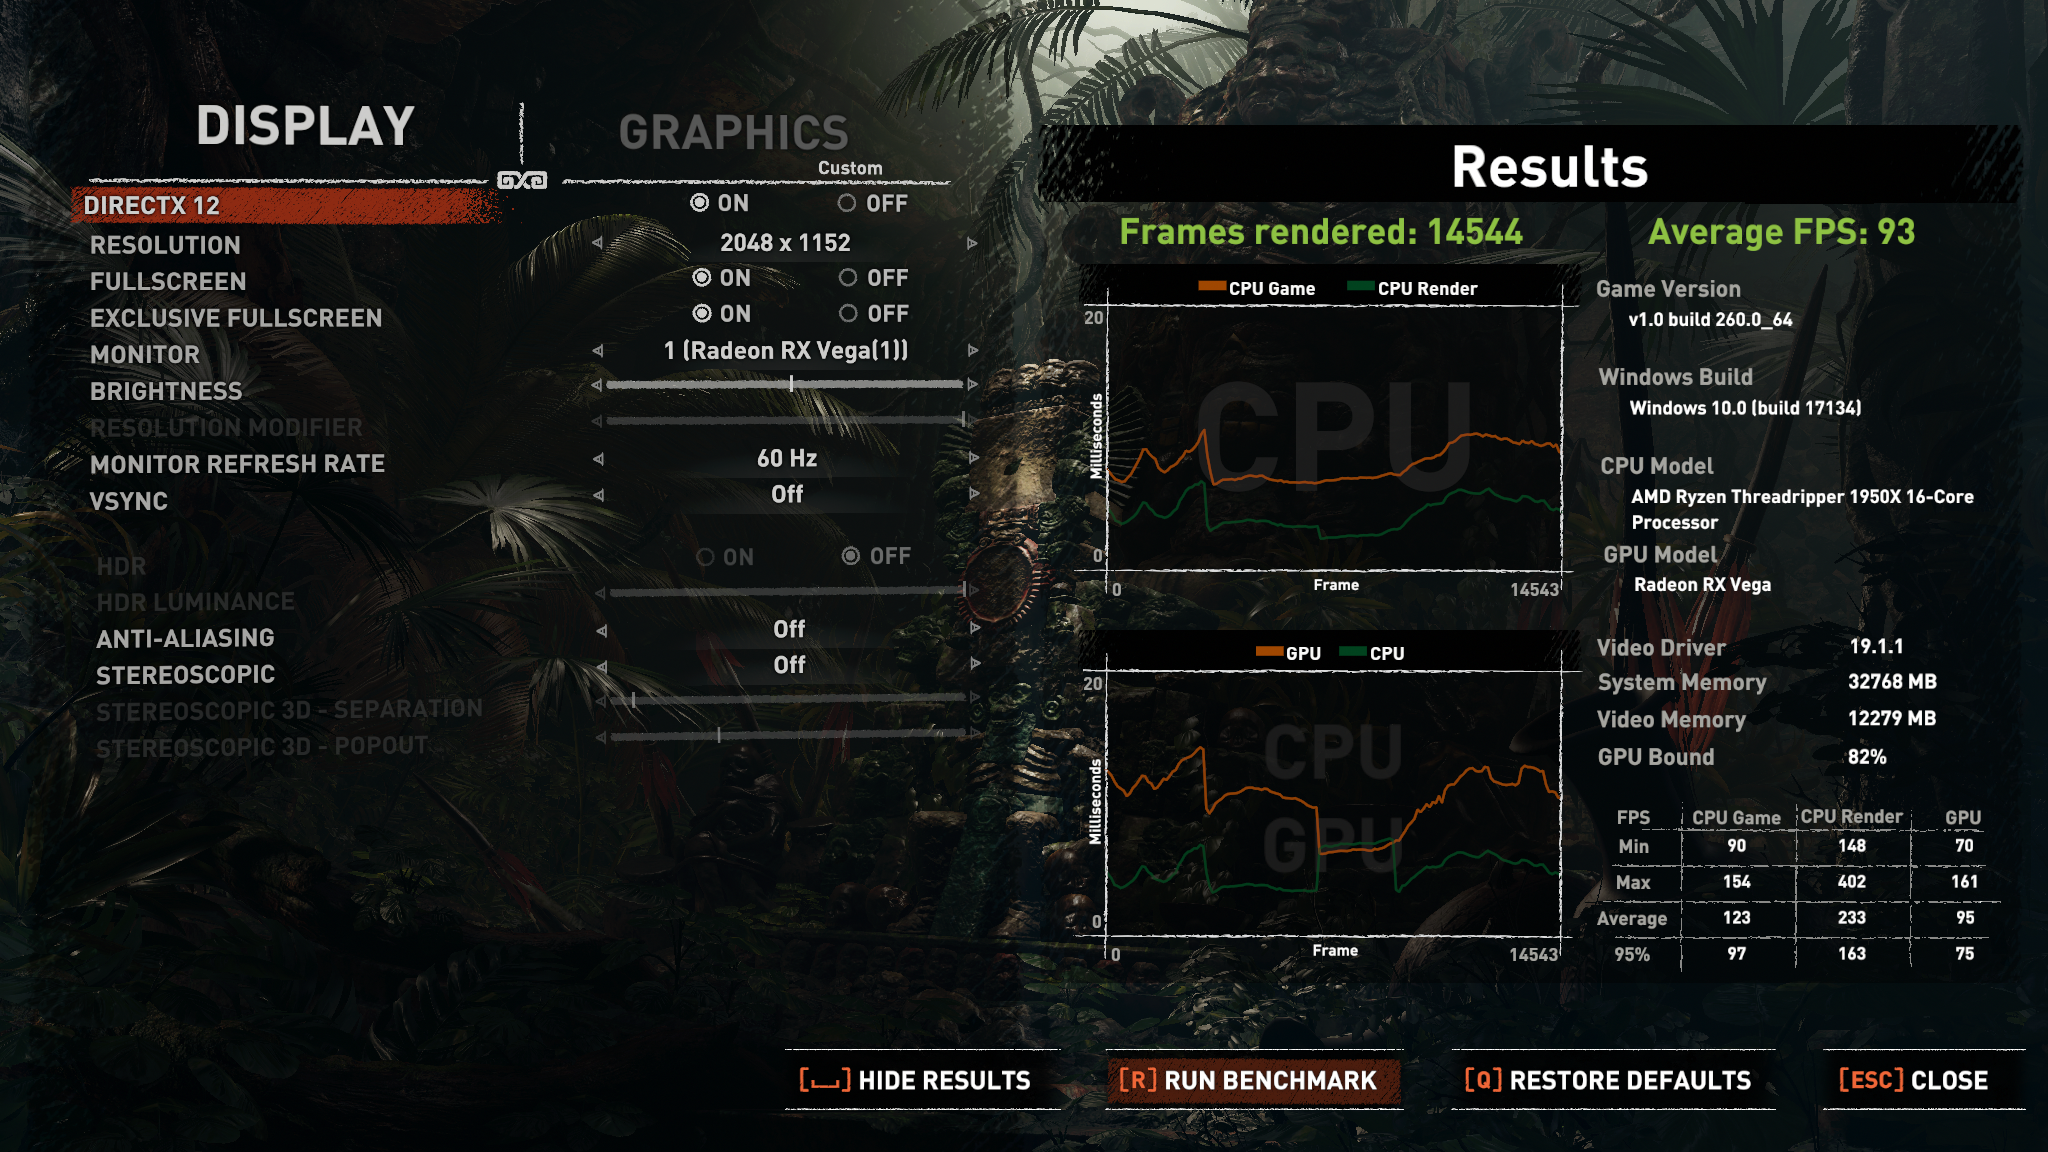 DISPLAY
GRAPHICS
Custom
DIRECTX 12
ON OFF
RESOLUTION
2048 x 1152
FULLSCREEN
ON OFF
EXCLUSIVE FULLSCREEN
ON OFF
MONITOR
1 (Radeon RX Vega(1))
BRIGHTNESS
RESOLUTION MODIFIER
MONITOR REFRESH RATE
60 Hz
VSYNC
Off
HDR
ON OFF
HDR LUMINANCE
ANTI-ALIASING
Off
STEREOSCOPIC
Off
STEREOSCOPIC 3D - SEPARATION
STEREOSCOPIC 3D - POPOUT
Results
Frames rendered: 14544
Average FPS: 93
CPU Game CPU Render
20
CPU
Milliseconds
0
0 Frame 14543
GPU CPU
20
CPU
GPU
Milliseconds
0
0 Frame 14543
Game Version
v1.0 build 260.0_64
Windows Build
Windows 10.0 (build 17134)
CPU Model
AMD Ryzen Threadripper 1950X 16-Core
Processor
GPU Model
Radeon RX Vega
Video Driver 19.1.1
System Memory 32768 MB
Video Memory 12279 MB
GPU Bound 82%
FPS CPU Game CPU Render GPU
Min 90 148 70
Max 154 402 161
Average 123 233 95
95% 97 163 75
[⎵] HIDE RESULTS
[R] RUN BENCHMARK
[Q] RESTORE DEFAULTS
[ESC] CLOSE